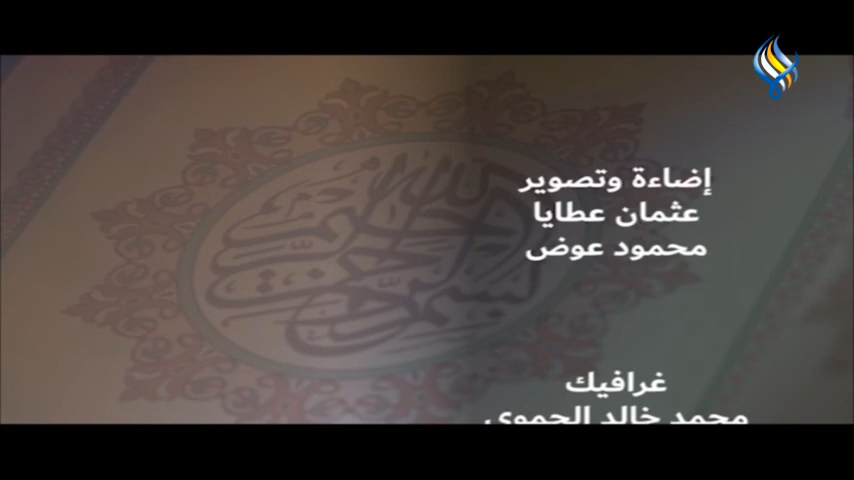 إضاءة وتصوير
عثمان عطايا
محمود عوض
غرافيك
محمد خالد الحموي